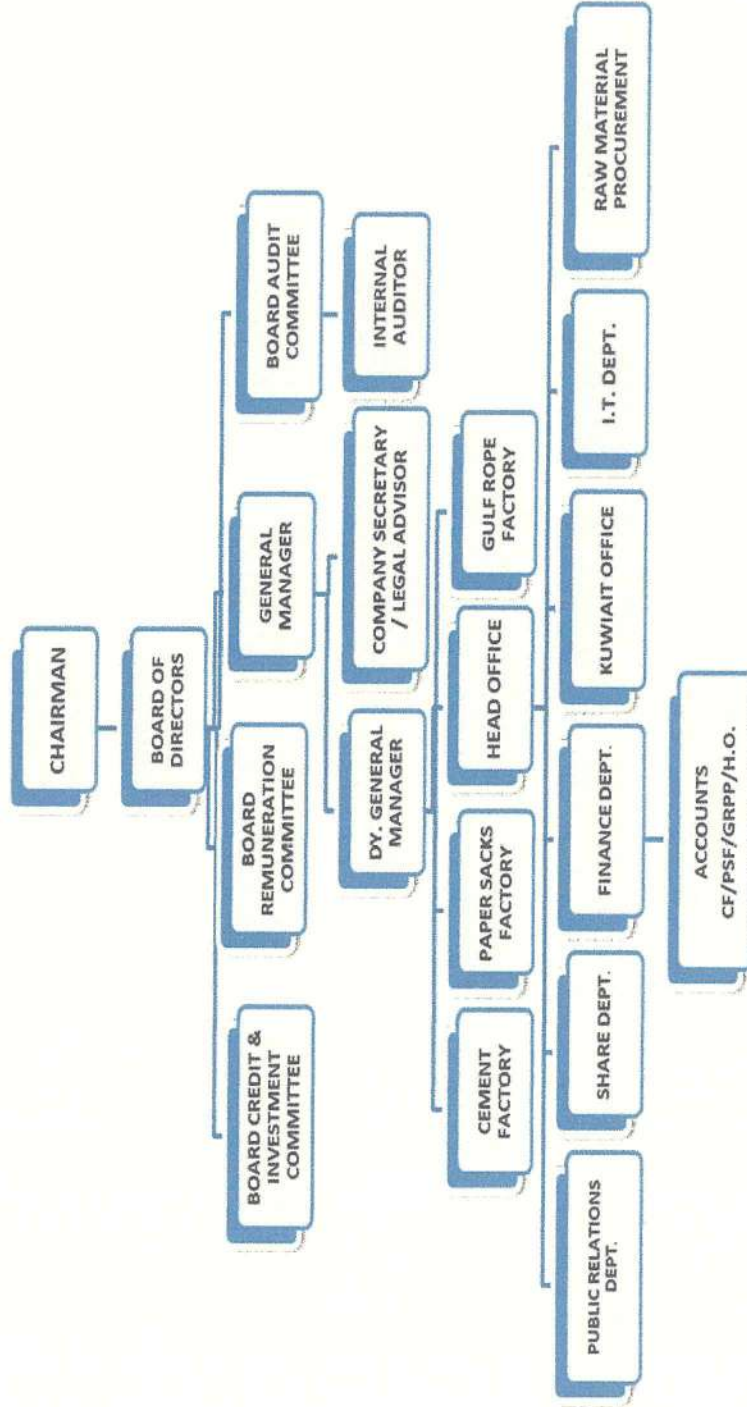 CHAIRMAN
BOARD OF
DIRECTORS
BOARD CREDIT &
INVESTMENT
COMMITTEE
BOARD
REMUNERATION
COMMITTEE
GENERAL
MANAGER
BOARD AUDIT
COMMITTEE
DY. GENERAL
MANAGER
COMPANY SECRETARY
/ LEGAL ADVISOR
INTERNAL
AUDITOR
CEMENT
FACTORY
PAPER SACKS
FACTORY
HEAD OFFICE
GULF ROPE
FACTORY
PUBLIC RELATIONS
DEPT.
SHARE DEPT.
FINANCE DEPT.
KUWIAIT OFFICE
I.T. DEPT.
RAW MATERIAL
PROCUREMENT
ACCOUNTS
CF/PSF/GRPP/H.O.